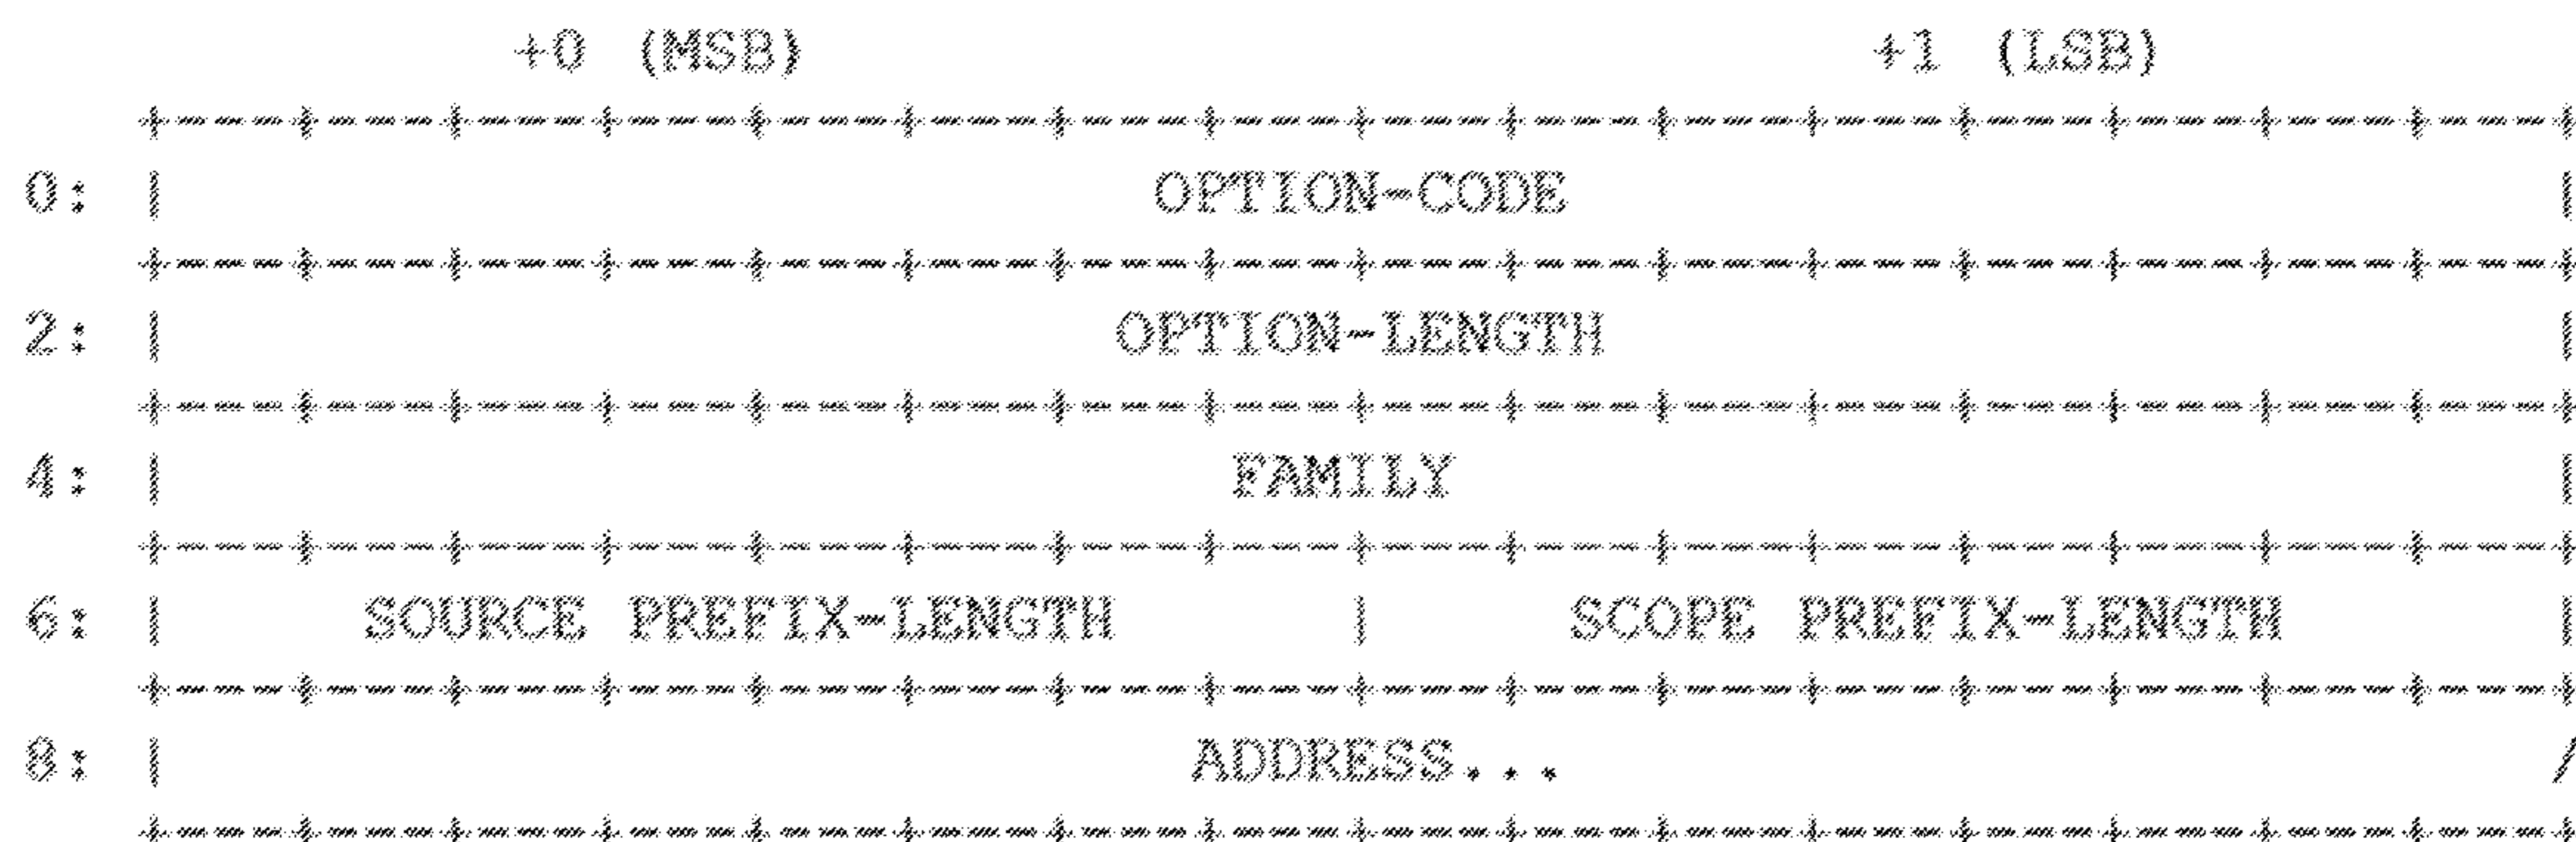 +0 (MSB) +1 (LSB)
+---+---+---+---+---+---+---+---+---+---+---+---+---+---+---+---+
0: | OPTION-CODE |
+---+---+---+---+---+---+---+---+---+---+---+---+---+---+---+---+
2: | OPTION-LENGTH |
+---+---+---+---+---+---+---+---+---+---+---+---+---+---+---+---+
4: | FAMILY |
+---+---+---+---+---+---+---+---+---+---+---+---+---+---+---+---+
6: | SOURCE PREFIX-LENGTH | SCOPE PREFIX-LENGTH |
+---+---+---+---+---+---+---+---+---+---+---+---+---+---+---+---+
8: | ADDRESS... /
+---+---+---+---+---+---+---+---+---+---+---+---+---+---+---+---+